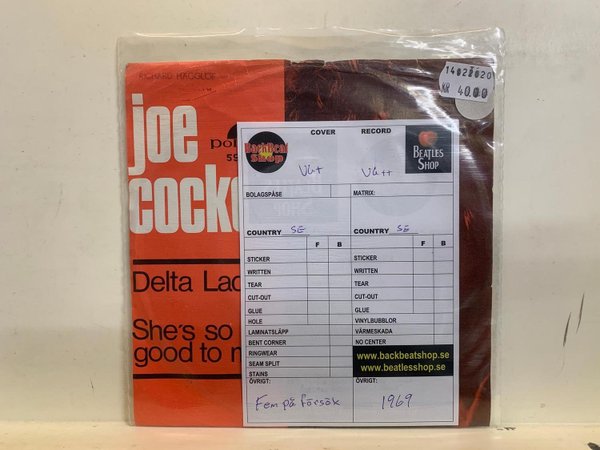 RICHARD HÄGGLÖF
14022020
KR 40.00
joe
cocke
pol
59
Delta Lad
She's so
good to m
COVER RECORD
BackBeat
Shop
BEATLES
SHOP
VG+ VG++
BOLAGSPÅSE MATRIX:
COUNTRY SE COUNTRY SE
F B F B
STICKER STICKER
WRITTEN WRITTEN
TEAR TEAR
CUT-OUT CUT-OUT
GLUE GLUE
HOLE VINYLBUBBLOR
LAMNATSLÄPP VÄRMESKADA
BENT CORNER NO CENTER
RINGWEAR
SEAM SPLIT
STAINS
www.backbeatshop.se
www.beatlesshop.se
ÖVRIGT: ÖVRIGT:
Fem på försök 1969